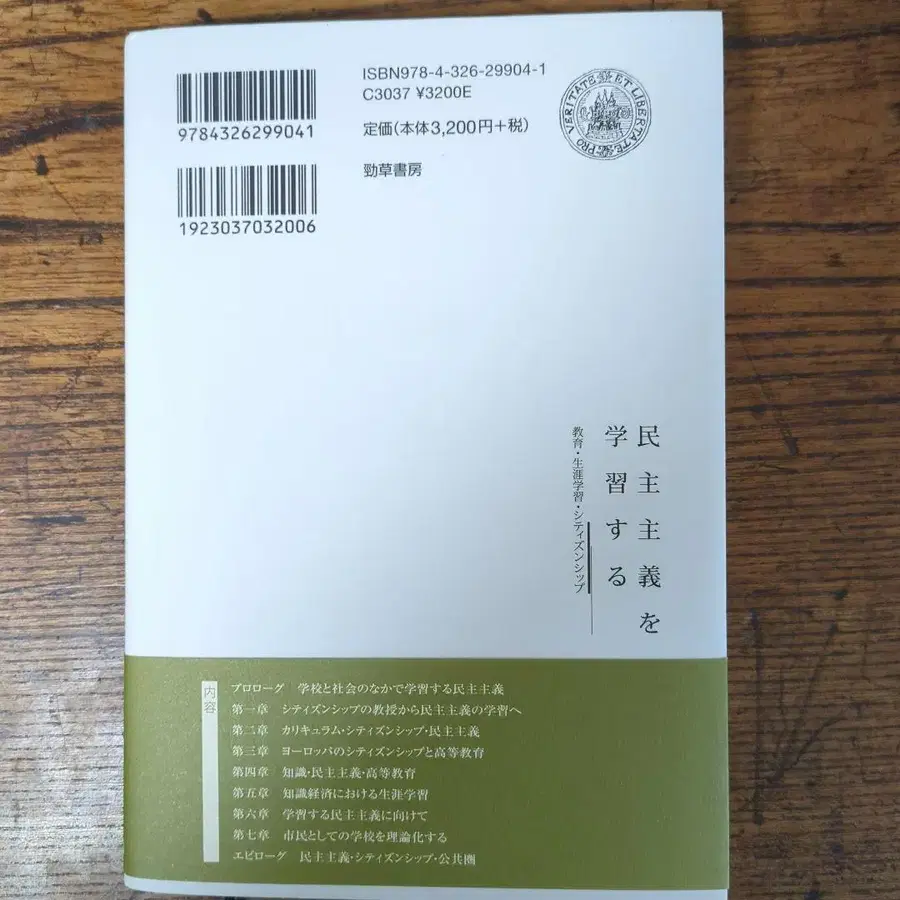 9784326299041
ISBN978-4-326-29904-1
C3037 ¥3200E
定価(本体3,200円+税)
1923037032006
勁草書房
PRO VERITATE ET LIBERTATE
民主主義を
学習する
教育・生涯学習・シティズンシップ
内容
プロローグ 学校と社会のなかで学習する民主主義
第一章 シティズンシップの教授から民主主義の学習へ
第二章 カリキュラム・シティズンシップ・民主主義
第三章 ヨーロッパのシティズンシップと高等教育
第四章 知識・民主主義・高等教育
第五章 知識経済における生涯学習
第六章 学習する民主主義に向けて
第七章 市民としての学校を理論化する
エピローグ 民主主義・シティズンシップ・公共圏